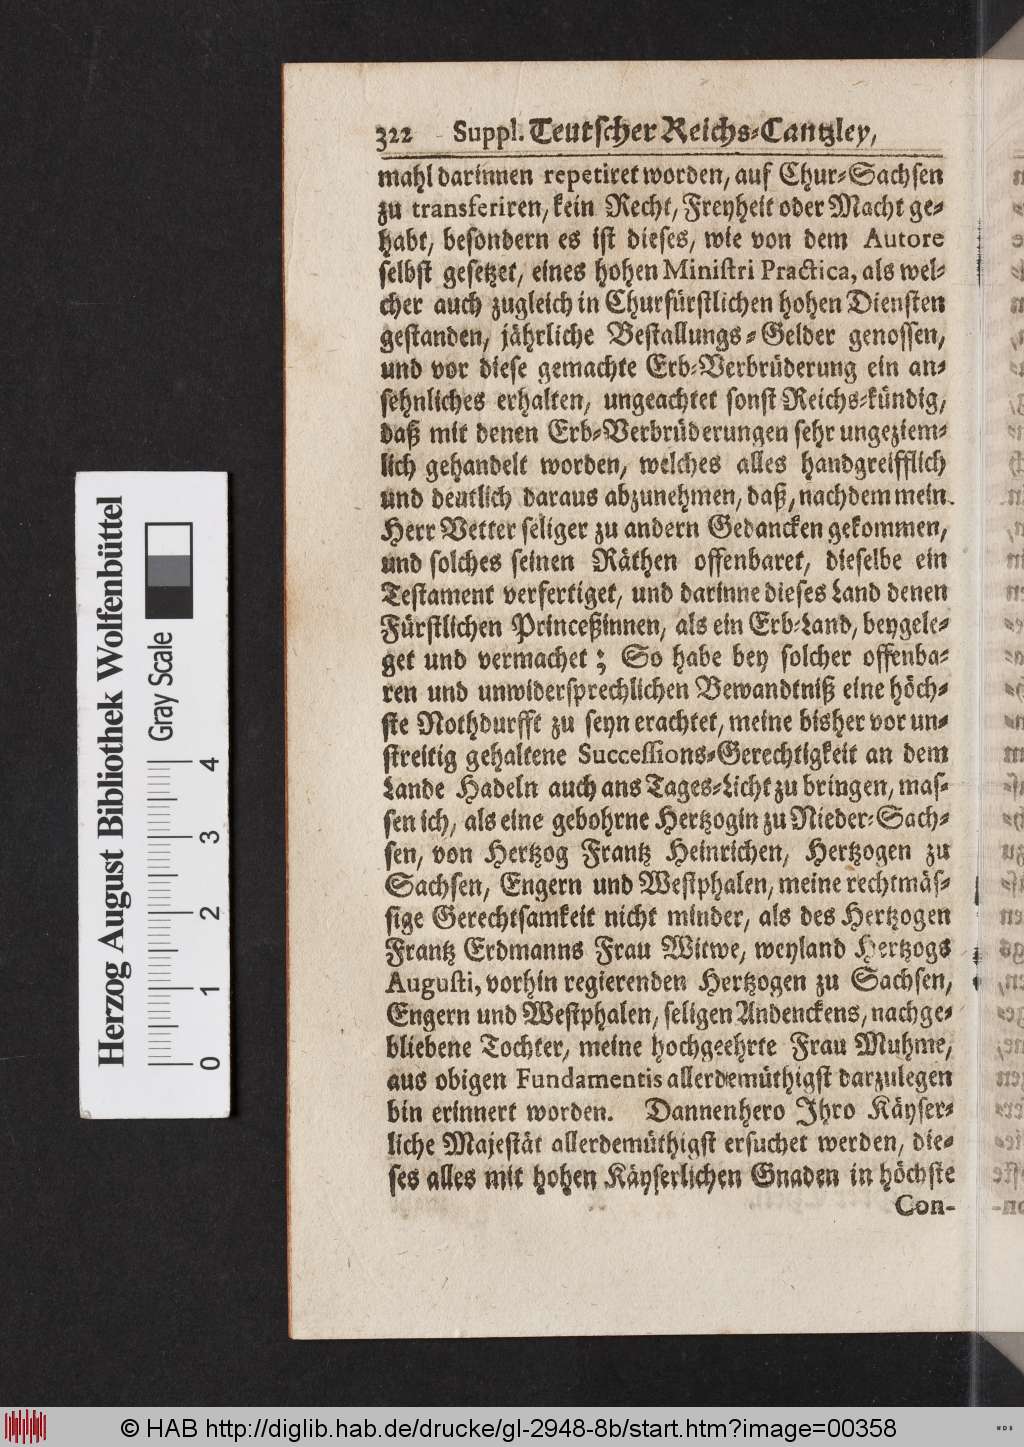 322 Suppl. Teutscher Reichs-Cantzley,
mahl darinnen repetiret worden, auf Chur-Sachsen
zu transferiren, kein Recht, Freyheit oder Macht ge-
habt, besondern es ist dieses, wie von dem Autore
selbst gesetzet, eines hohen Ministri Practica, als wel-
cher auch zugleich in Churfürstlichen hohen Diensten
gestanden, jährliche Bestallungs-Gelder genossen,
und vor diese gemachte Erb-Verbrüderung ein an-
sehnliches erhalten, ungeachtet sonst Reichs-kündig,
daß mit denen Erb-Verbrüderungen sehr ungeziem-
lich gehandelt worden, welches alles handgreifflich
und deutlich daraus abzunehmen, daß, nachdem mein
Herr Vetter seliger zu andern Gedancken gekommen,
und solches seinen Räthen offenbaret, dieselbe ein
Testament verfertiget, und darinne dieses Land denen
Fürstlichen Princeßinnen, als ein Erb-Land, beygele-
get und vermachet; So habe bey solcher offenba-
ren und unwidersprechlichen Bewandtniß eine höch-
ste Nothdurfft zu seyn erachtet, meine bisher vor un-
streitig gehaltene Successions-Gerechtigkeit an dem
Lande Hadeln auch ans Tages-Licht zu bringen, mas-
sen ich, als eine gebohrne Hertzogin zu Nieder-Sach-
sen, von Hertzog Frantz Heinrichen, Hertzogen zu
Sachsen, Engern und Westphalen, meine rechtmäs-
sige Gerechtsamkeit nicht minder, als des Hertzogen
Frantz Erdmanns Frau Witwe, weyland Hertzogs
Augusti, vorhin regierenden Hertzogen zu Sachsen,
Engern und Westphalen, seligen Andenckens, nachge-
bliebene Tochter, meine hochgeehrte Frau Muhme,
aus obigen Fundamentis allerdemüthigst darzulegen
bin erinnert worden. Dannenhero Ihro Käyser-
liche Majestät allerdemüthigst ersuchet werden, die-
ses alles mit hohen Käyserlichen Gnaden in höchste
Con-
Herzog August Bibliothek Wolfenbüttel
Gray Scale
0 1 2 3 4
© HAB http://diglib.hab.de/drucke/gl-2948-8b/start.htm?image=00358